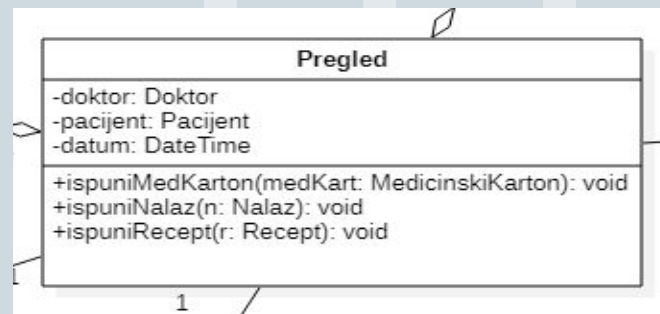 Pregled
-doktor: Doktor
-pacijent: Pacijent
-datum: DateTime
+ispuniMedKarton(medKart: MedicinskiKarton): void
+ispuniNalaz(n: Nalaz): void
+ispuniRecept(r: Recept): void
1
1